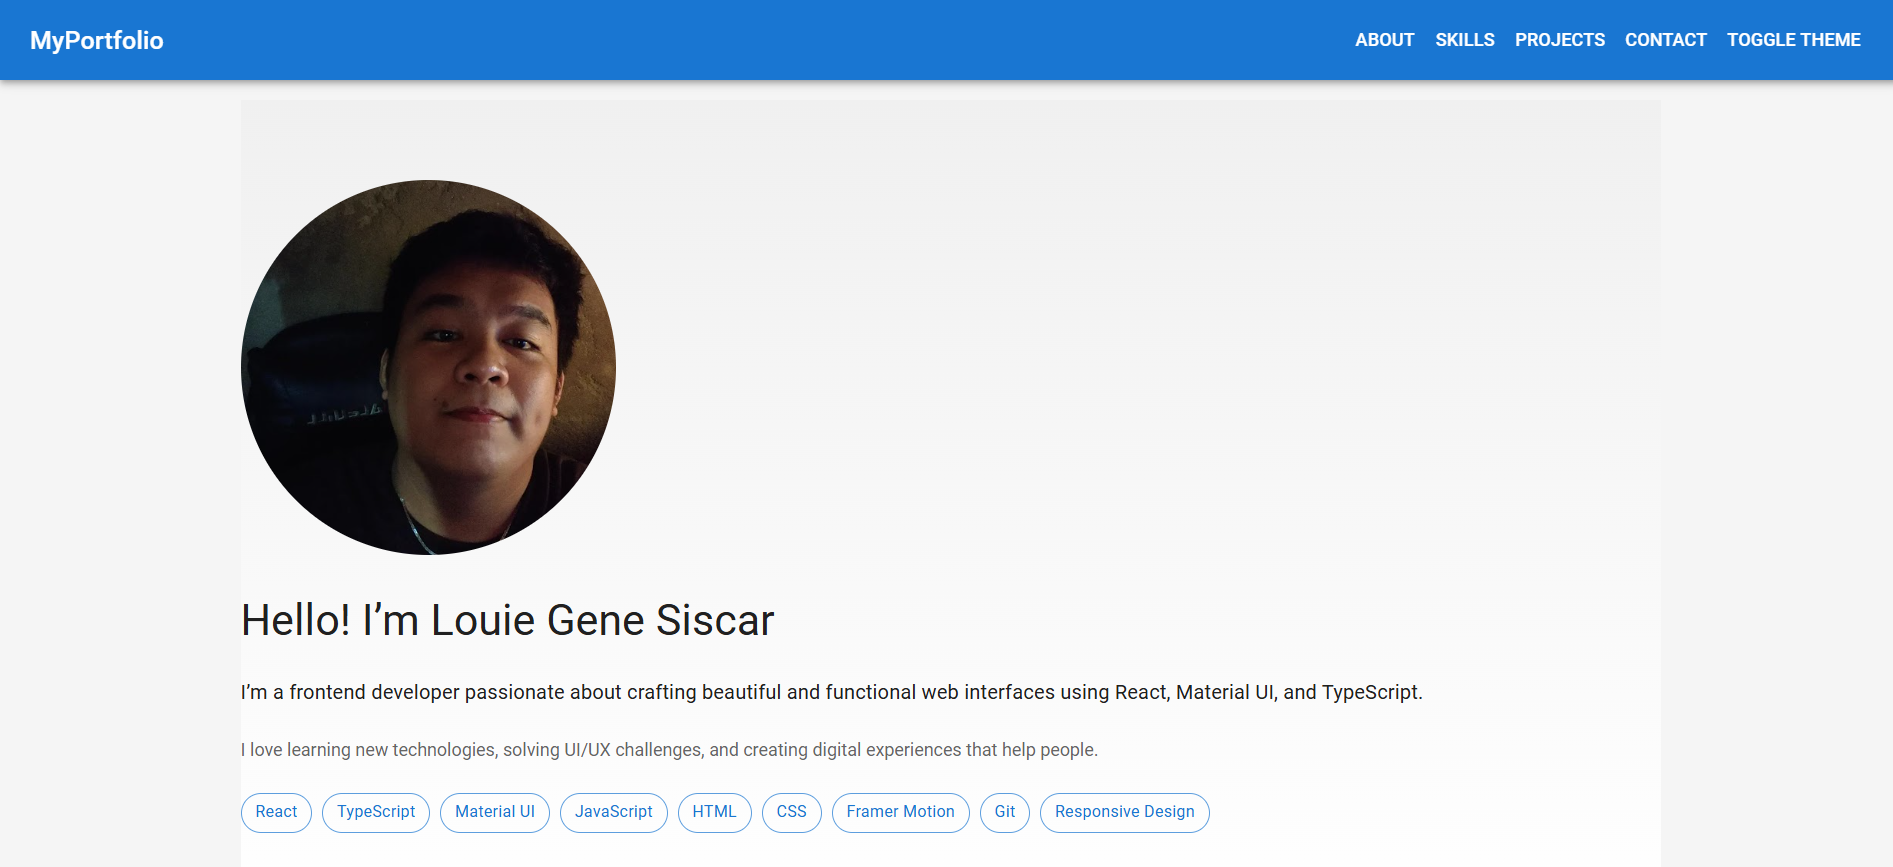 MyPortfolio
ABOUT SKILLS PROJECTS CONTACT TOGGLE THEME
Hello! I’m Louie Gene Siscar
I’m a frontend developer passionate about crafting beautiful and functional web interfaces using React, Material UI, and TypeScript.
I love learning new technologies, solving UI/UX challenges, and creating digital experiences that help people.
React TypeScript Material UI JavaScript HTML CSS Framer Motion Git Responsive Design